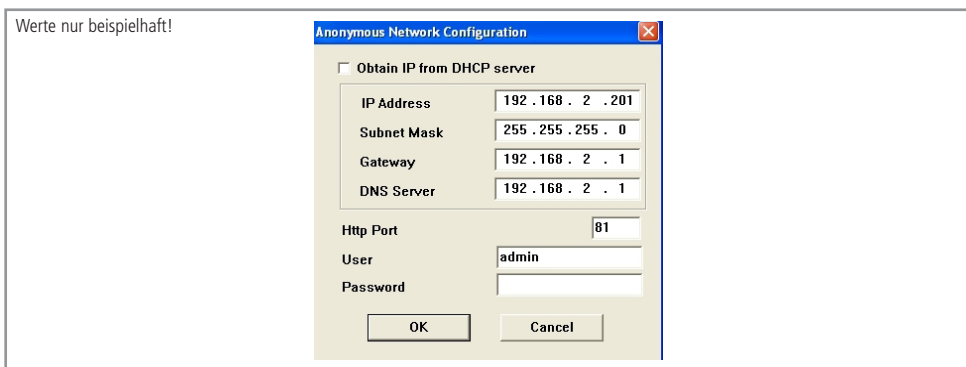 Werte nur beispielhaft!
Anonymous Network Configuration
Obtain IP from DHCP server
IP Address 192.168. 2 .201
Subnet Mask 255.255.255. 0
Gateway 192.168. 2 . 1
DNS Server 192.168. 2 . 1
Http Port 81
User admin
Password
OK Cancel